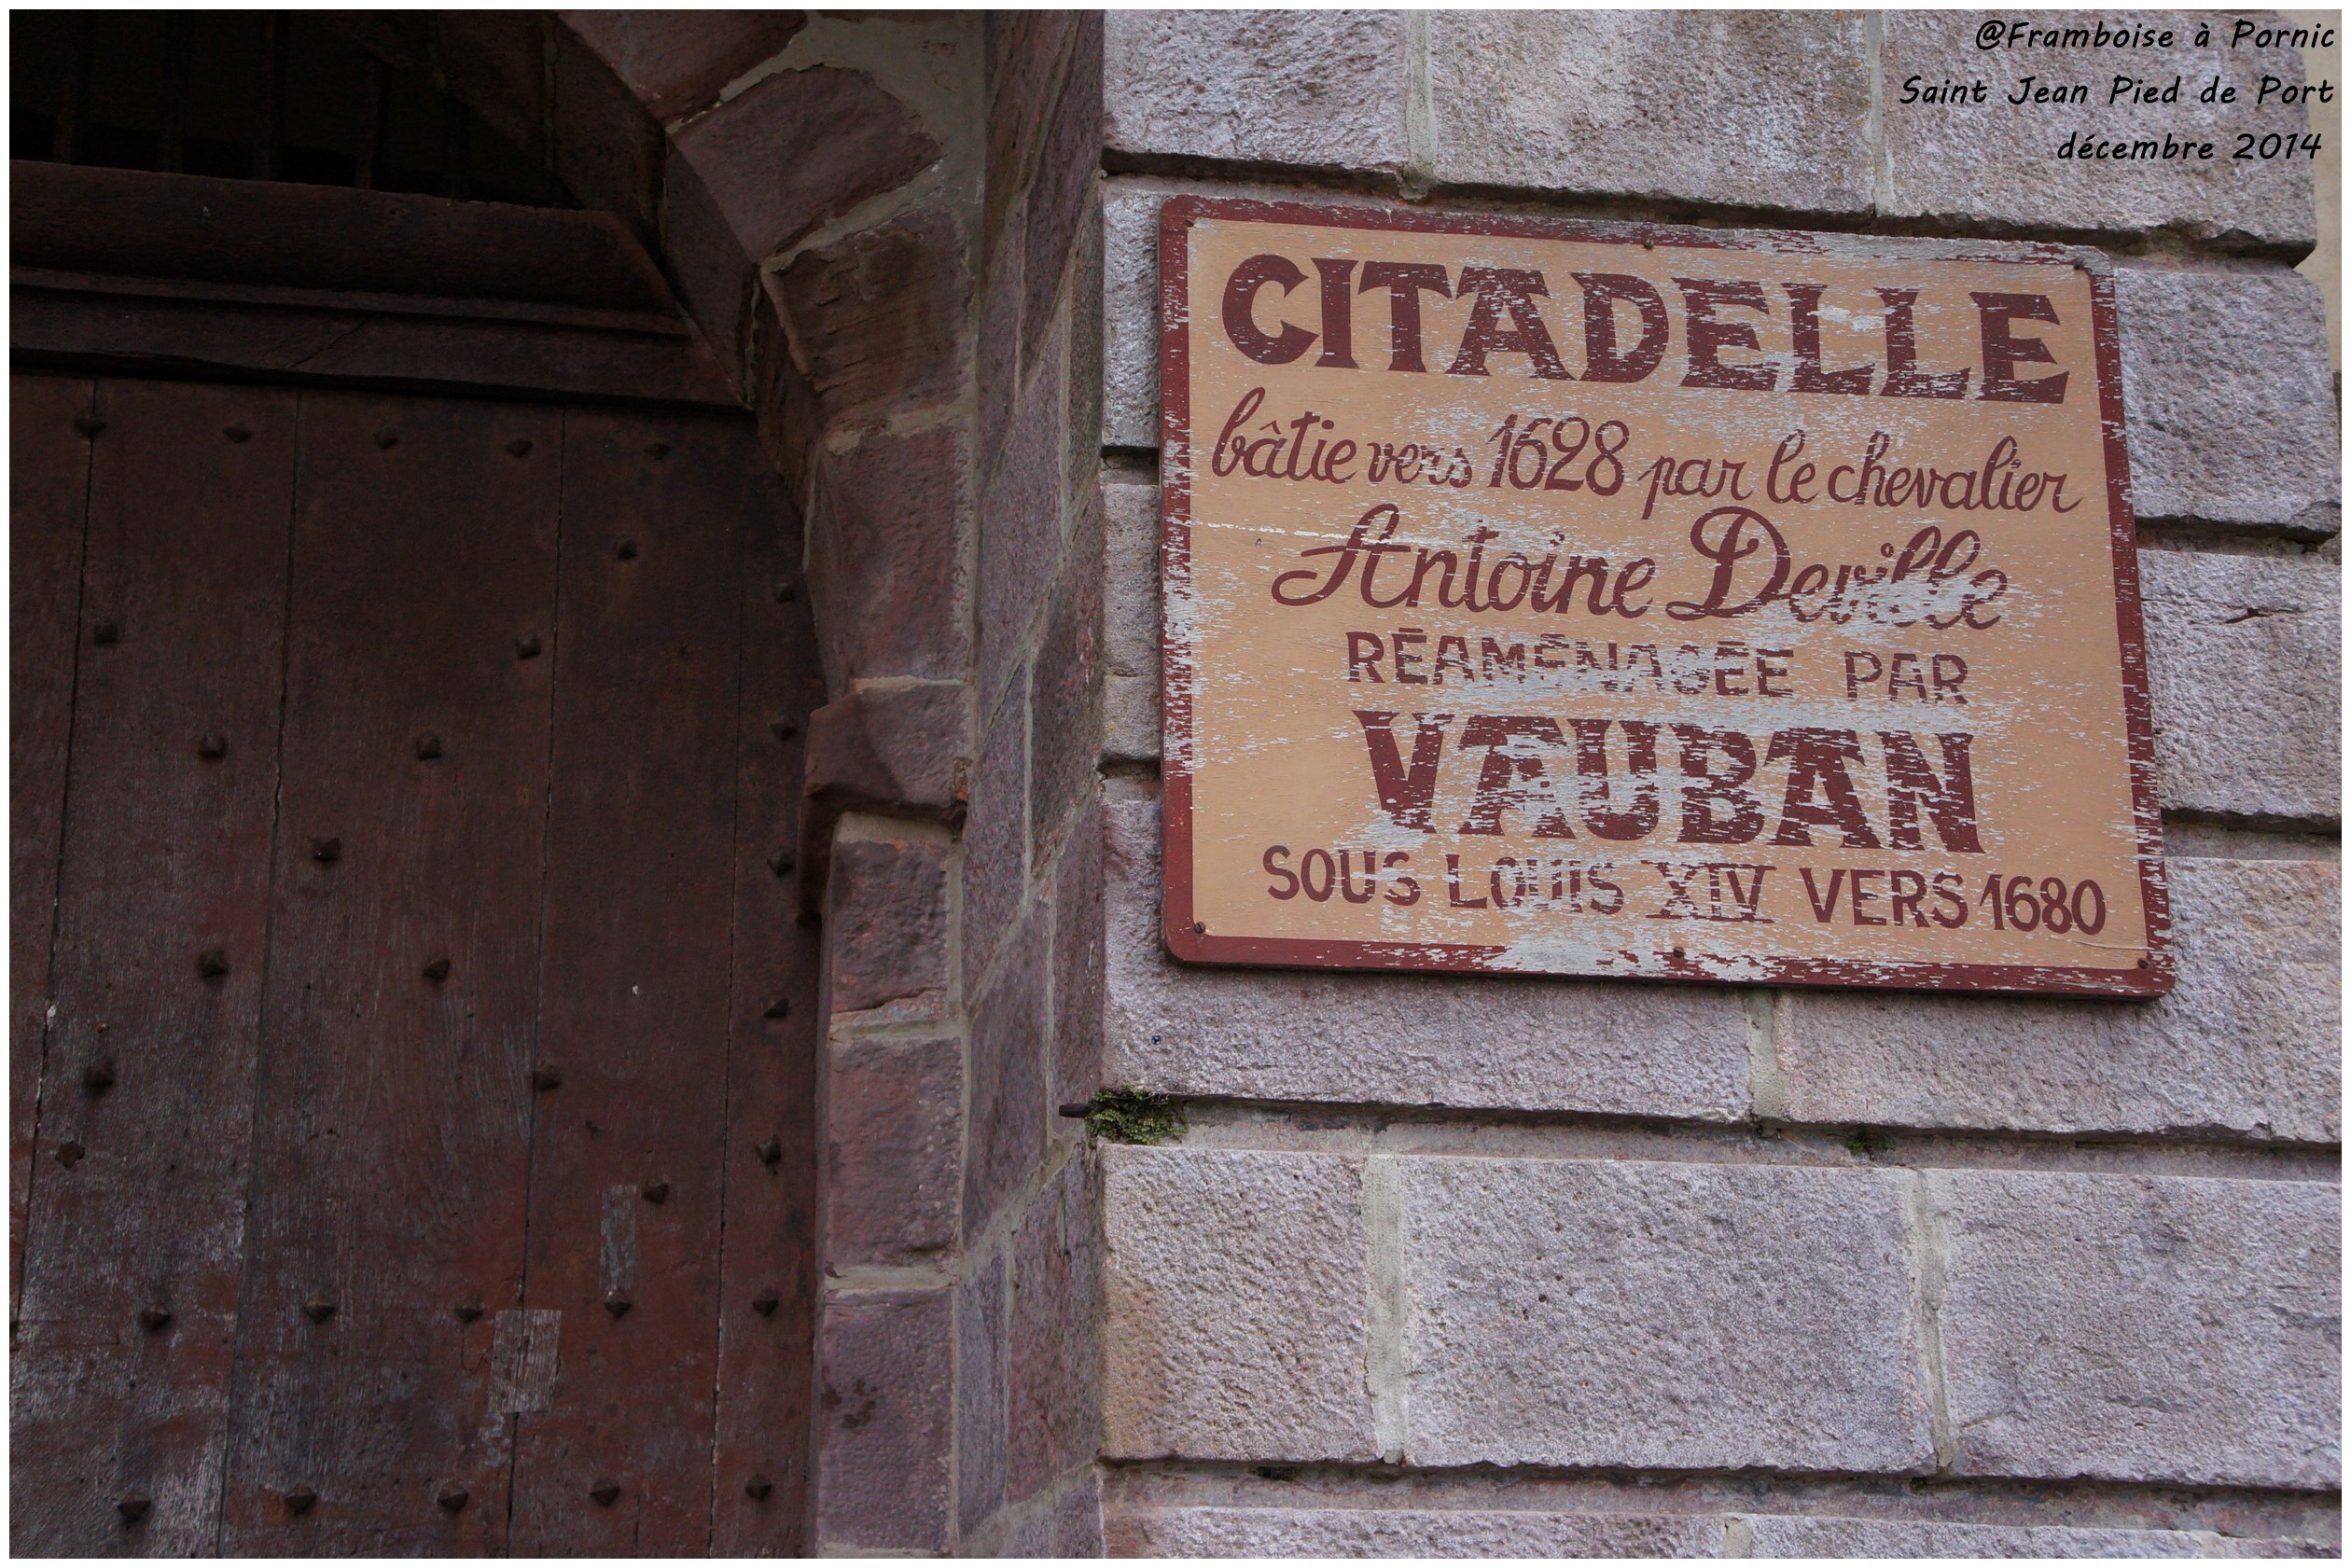 @Framboise à Pornic
Saint Jean Pied de Port
décembre 2014
CITADELLE
bâtie vers 1628 par le chevalier
Antoine Deville
RÉAMÉNAGÉE PAR
VAUBAN
SOUS LOUIS XIV VERS 1680